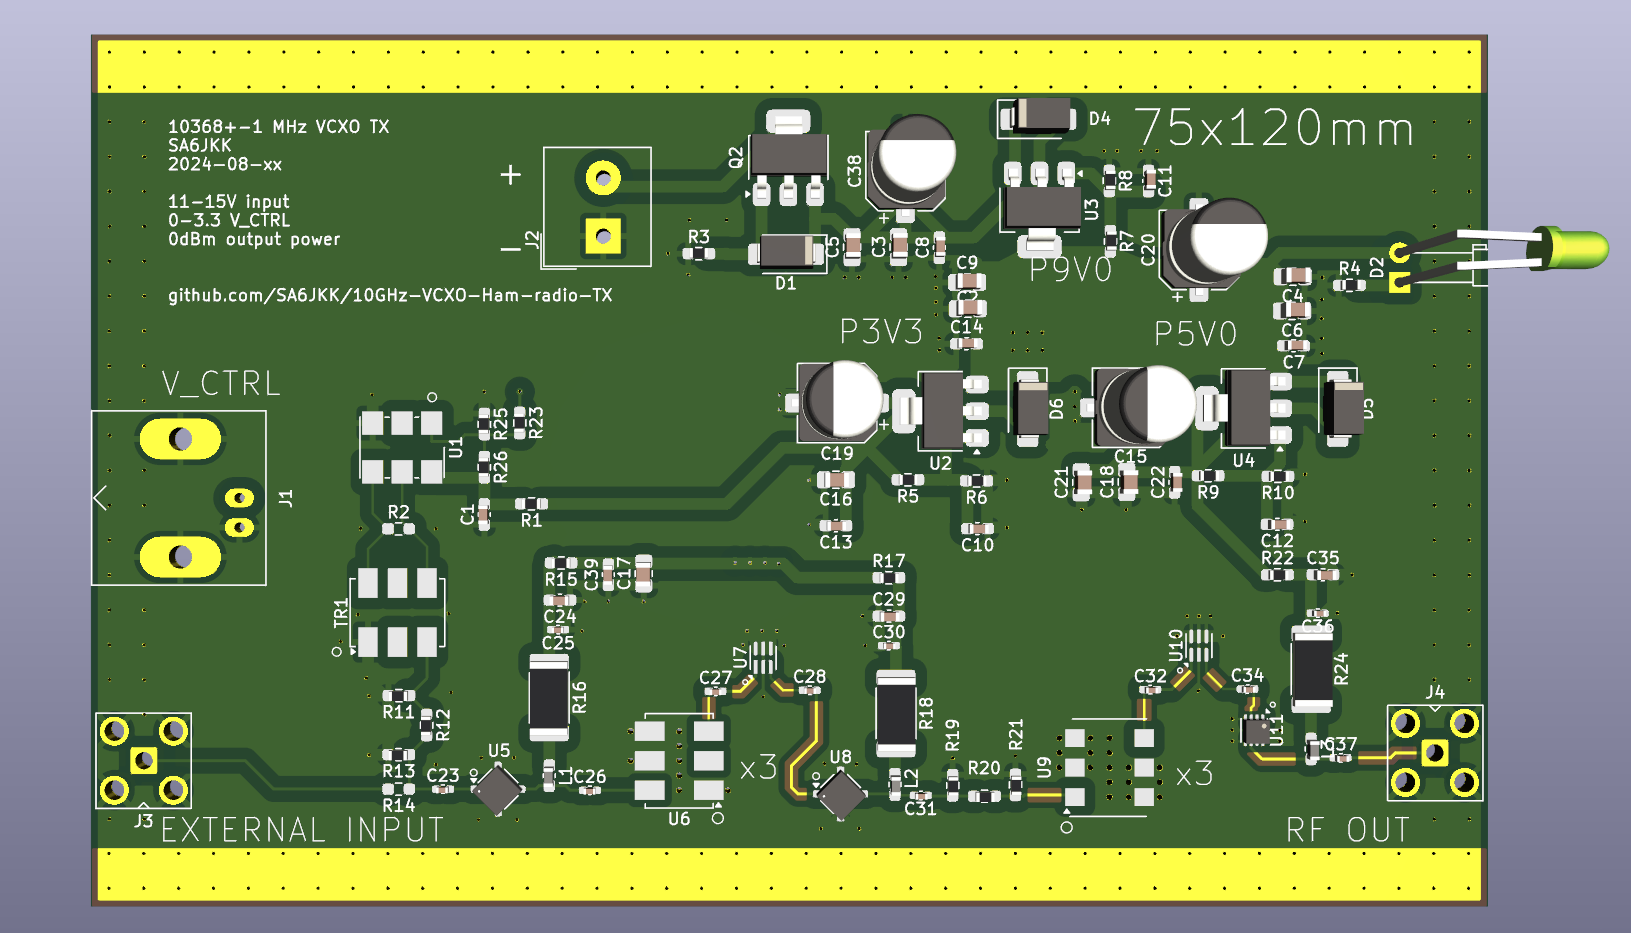 10368+-1 MHz VCXO TX
SA6JKK
2024-08-xx
11-15V input
0-3.3 V_CTRL
0dBm output power
github.com/SA6JKK/10GHz-VCXO-Ham-radio-TX
75x120mm
+
-
J2
Q2
C38
+
D4
U3
R8
C11
R3
D1
C5
C3
C8
R7
C20
+
P9V0
D2
R4
C9
C2
C14
C4
C6
C7
P3V3
P5V0
V_CTRL
J1
U1
R25
R23
R26
C1
R1
R2
C19
+
U2
D6
C15
U4
D5
C16
R5
R6
C21
C18
C22
R9
R10
C13
C10
C12
R22
C35
C36
R15
C39
C17
C24
C25
R17
C29
C30
TR1
R11
R12
R13
R14
C23
U5
R16
L1
C26
U7
C27
C28
U6
x3
U8
R18
L2
C31
R19
R20
R21
U9
x3
U10
C32
C34
U11
R24
C37
J4
J3
EXTERNAL INPUT
RF OUT